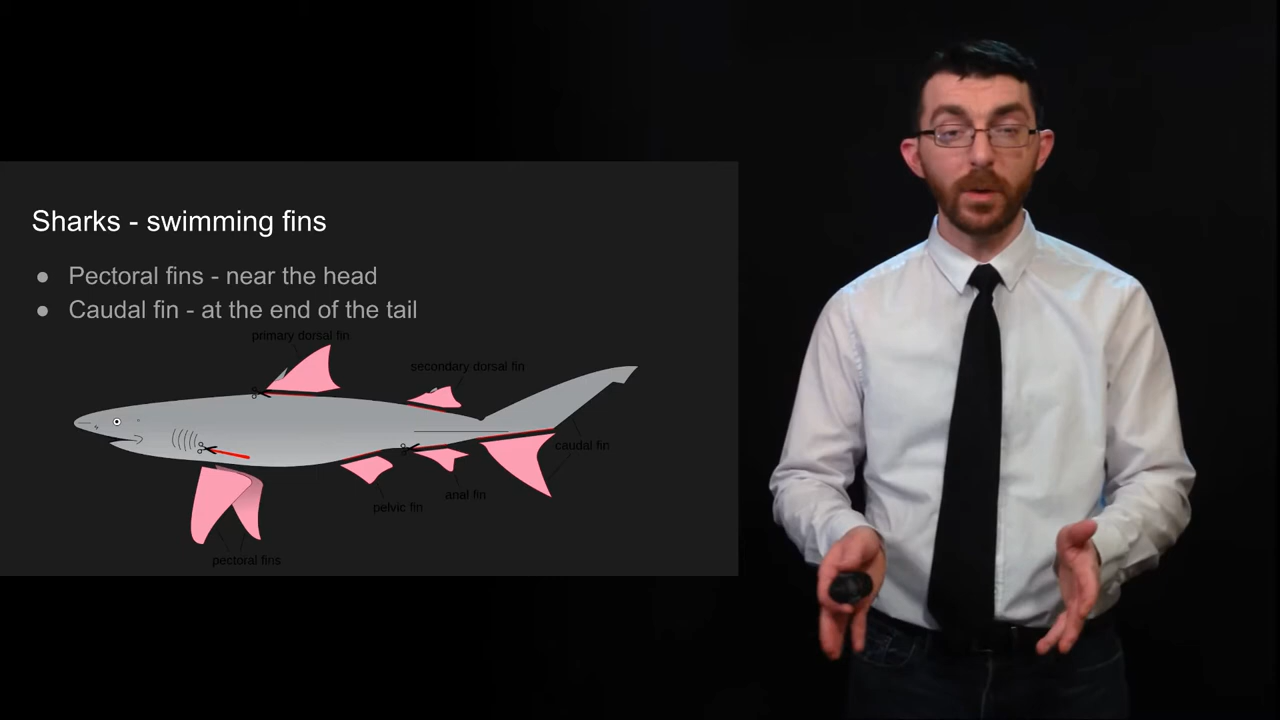 Sharks - swimming fins
● Pectoral fins - near the head
● Caudal fin - at the end of the tail
primary dorsal fin
secondary dorsal fin
caudal fin
anal fin
pelvic fin
pectoral fins